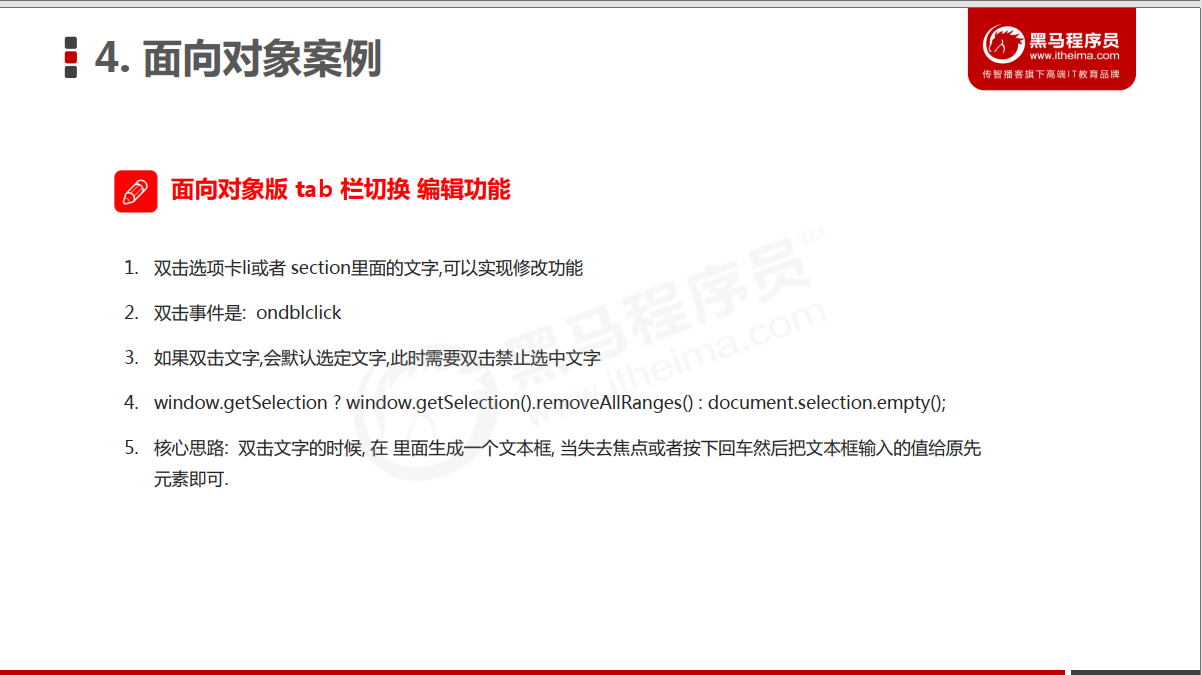 4. 面向对象案例
黑马程序员
www.itheima.com
传智播客旗下高端IT教育品牌
面向对象版 tab 栏切换 编辑功能
1. 双击选项卡li或者 section里面的文字,可以实现修改功能
2. 双击事件是: ondblclick
3. 如果双击文字,会默认选定文字,此时需要双击禁止选中文字
4. window.getSelection ? window.getSelection().removeAllRanges() : document.selection.empty();
5. 核心思路: 双击文字的时候, 在 里面生成一个文本框, 当失去焦点或者按下回车然后把文本框输入的值给原先
元素即可.
黑马程序员™
www.itheima.com